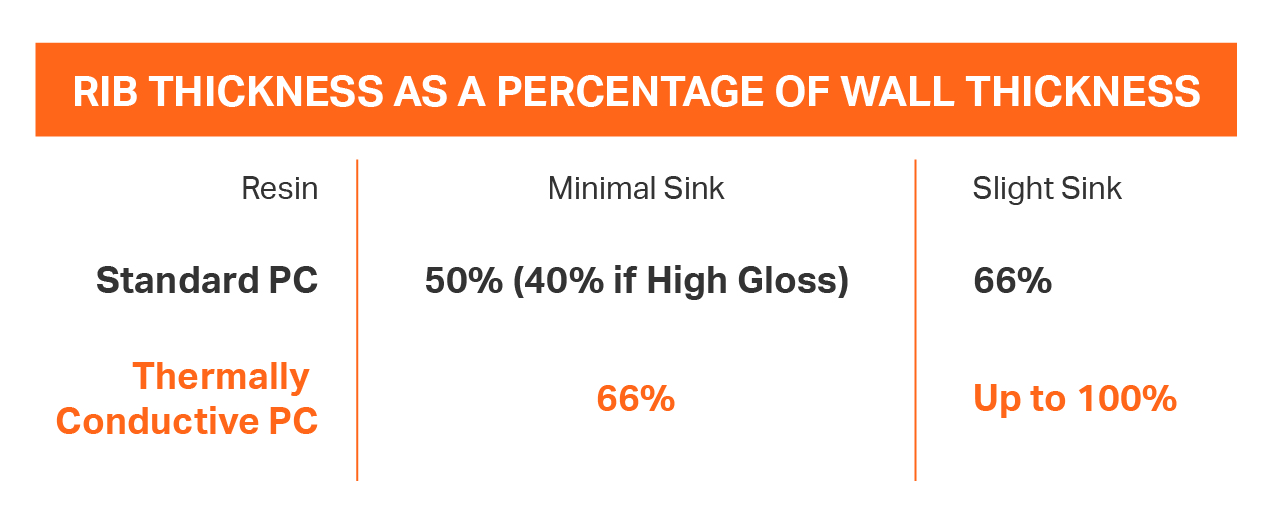 RIB THICKNESS AS A PERCENTAGE OF WALL THICKNESS
Resin Minimal Sink Slight Sink
Standard PC 50% (40% if High Gloss) 66%
Thermally
Conductive PC 66% Up to 100%